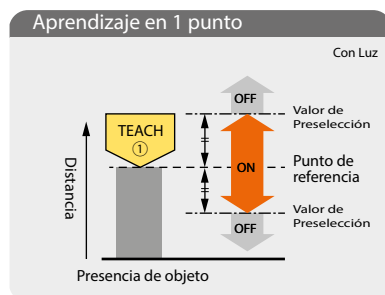 Aprendizaje en 1 punto
Con Luz
OFF
TEACH
①
Valor de
Preselección
Distancia
ON
Punto de
referencia
Valor de
Preselección
OFF
Presencia de objeto